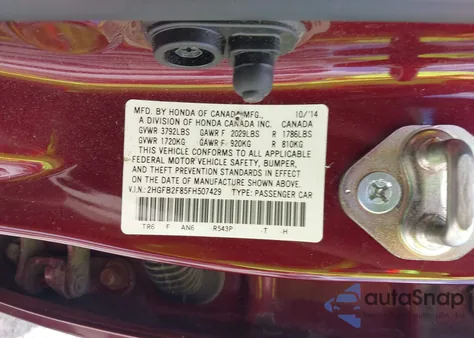 MFD. BY HONDA OF CANADA MFG., 10/'14
A DIVISION OF HONDA CANADA INC. CANADA
GVWR 3792LBS GAWR F 2029LBS R 1786LBS
GVWR 1720KG GAWR F 920KG R 810KG
THIS VEHICLE CONFORMS TO ALL APPLICABLE
FEDERAL MOTOR VEHICLE SAFETY, BUMPER,
AND THEFT PREVENTION STANDARDS IN EFFECT
ON THE DATE OF MANUFACTURE SHOWN ABOVE.
V.I.N.: 2HGFB2F85FH507429 TYPE: PASSENGER CAR
TR6 F AN6 R543P T H
autoSnap